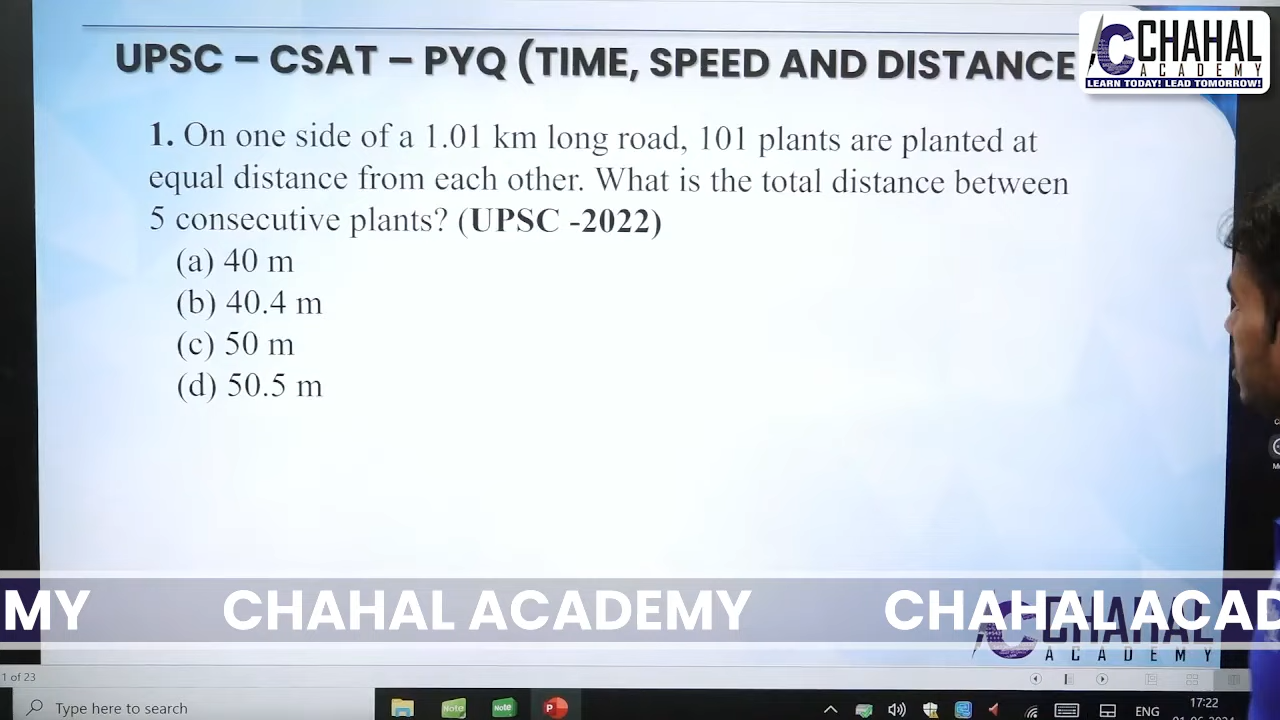 UPSC – CSAT – PYQ (TIME, SPEED AND DISTANCE
CHAHAL
ACADEMY
LEARN TODAY! LEAD TOMORROW!
1. On one side of a 1.01 km long road, 101 plants are planted at
equal distance from each other. What is the total distance between
5 consecutive plants? (UPSC -2022)
(a) 40 m
(b) 40.4 m
(c) 50 m
(d) 50.5 m
MY CHAHAL ACADEMY CHAHAL ACAD
CHAHAL
ACADEMY
1 of 23
Type here to search
Note
Note
ENG
17:22